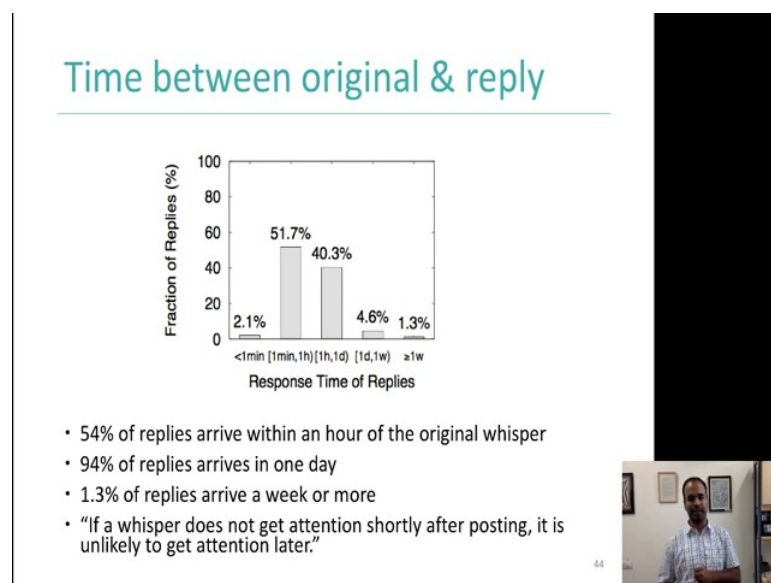 Time between original & reply
Fraction of Replies (%)
100
80
60
40
20
0
2.1%
51.7%
40.3%
4.6%
1.3%
<1min [1min,1h) [1h,1d) [1d,1w) ≥1w
Response Time of Replies
• 54% of replies arrive within an hour of the original whisper
• 94% of replies arrives in one day
• 1.3% of replies arrive a week or more
• “If a whisper does not get attention shortly after posting, it is
unlikely to get attention later.”
44